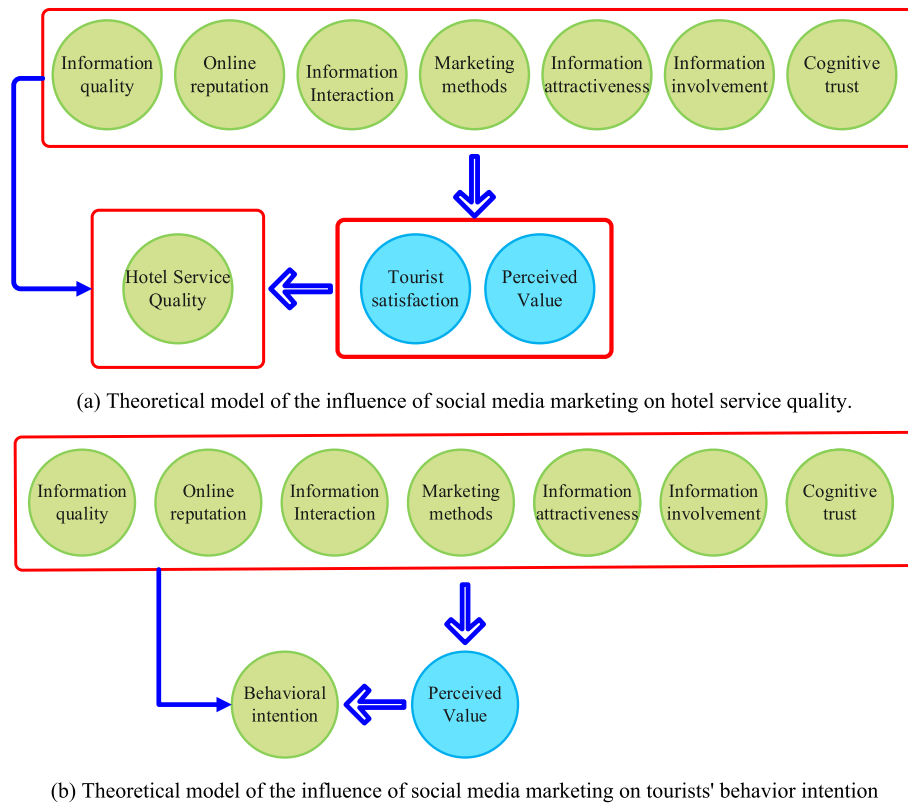 Information
quality
Online
reputation
Information
Interaction
Marketing
methods
Information
attractiveness
Information
involvement
Cognitive
trust
Hotel Service
Quality
Tourist
satisfaction
Perceived
Value
(a) Theoretical model of the influence of social media marketing on hotel service quality.
Information
quality
Online
reputation
Information
Interaction
Marketing
methods
Information
attractiveness
Information
involvement
Cognitive
trust
Behavioral
intention
Perceived
Value
(b) Theoretical model of the influence of social media marketing on tourists' behavior intention